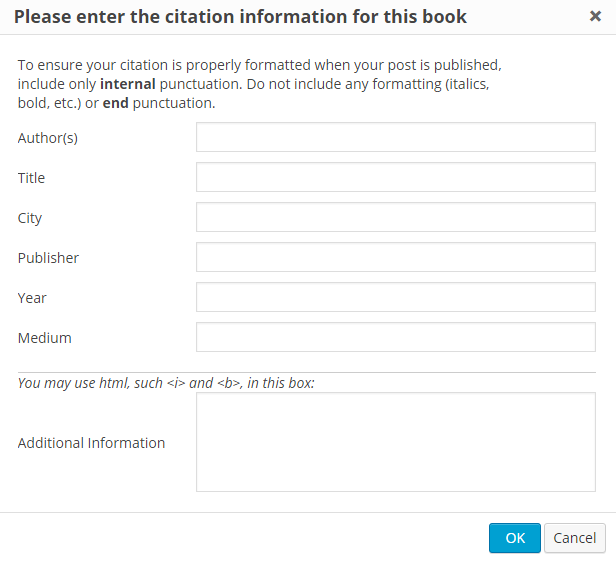 Please enter the citation information for this book ×
To ensure your citation is properly formatted when your post is published,
include only internal punctuation. Do not include any formatting (italics,
bold, etc.) or end punctuation.
Author(s)
Title
City
Publisher
Year
Medium
You may use html, such <i> and <b>, in this box:
Additional Information
OK Cancel